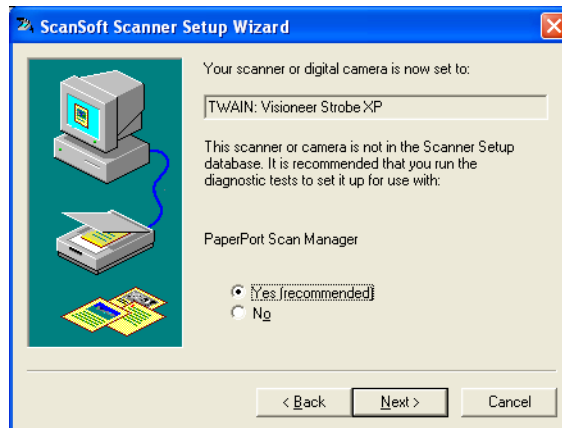 ScanSoft Scanner Setup Wizard
Your scanner or digital camera is now set to:
TWAIN: Visioneer Strobe XP
This scanner or camera is not in the Scanner Setup
database. It is recommended that you run the
diagnostic tests to set it up for use with:
PaperPort Scan Manager
Yes (recommended)
No
< Back Next > Cancel